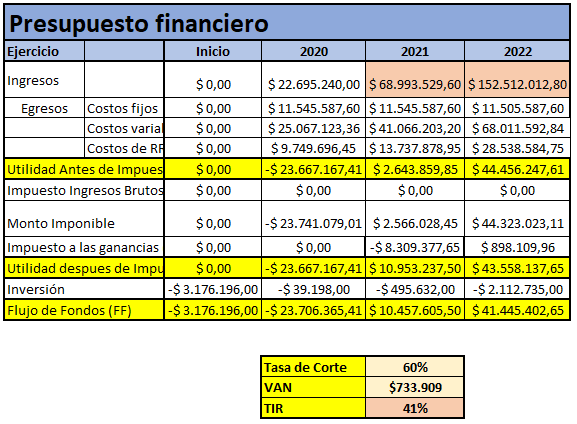 Presupuesto financiero
Ejercicio Inicio 2020 2021 2022
Ingresos $ 0,00 $ 22.695.240,00 $ 68.993.529,60 $ 152.512.012,80
Egresos Costos fijos $ 0,00 $ 11.545.587,60 $ 11.545.587,60 $ 11.505.587,60
Costos varial $ 0,00 $ 25.067.123,36 $ 41.066.203,20 $ 68.011.592,84
Costos de RF $ 0,00 $ 9.749.696,45 $ 13.737.878,95 $ 28.538.584,75
Utilidad Antes de Impues $ 0,00 -$ 23.667.167,41 $ 2.643.859,85 $ 44.456.247,61
Impuesto Ingresos Brutos $ 0,00 $ 0,00 $ 0,00 $ 0,00
Monto Imponible $ 0,00 -$ 23.741.079,01 $ 2.566.028,45 $ 44.323.023,11
Impuesto a las ganancias $ 0,00 $ 0,00 -$ 8.309.377,65 $ 898.109,96
Utilidad despues de Impu $ 0,00 -$ 23.667.167,41 $ 10.953.237,50 $ 43.558.137,65
Inversión -$ 3.176.196,00 -$ 39.198,00 -$ 495.632,00 -$ 2.112.735,00
Flujo de Fondos (FF) -$ 3.176.196,00 -$ 23.706.365,41 $ 10.457.605,50 $ 41.445.402,65
Tasa de Corte 60%
VAN $733.909
TIR 41%